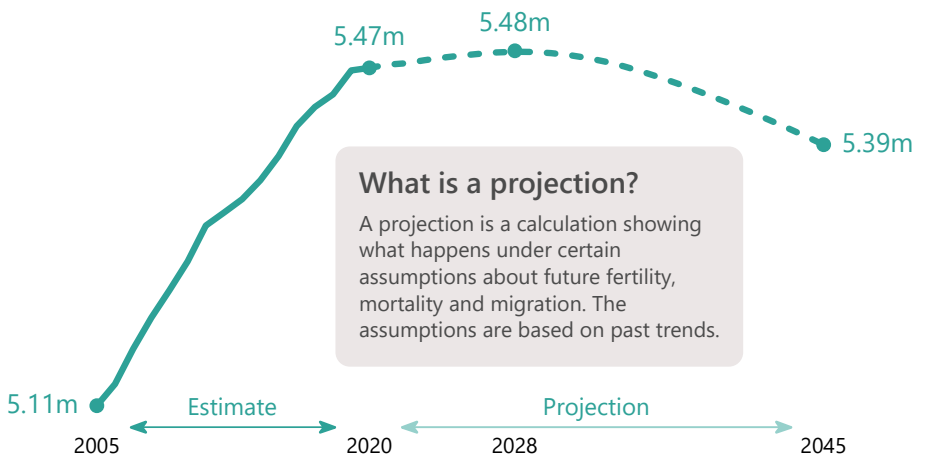 5.47m
5.48m
5.39m
What is a projection?
A projection is a calculation showing
what happens under certain
assumptions about future fertility,
mortality and migration. The
assumptions are based on past trends.
5.11m
Estimate
Projection
2005
2020
2028
2045